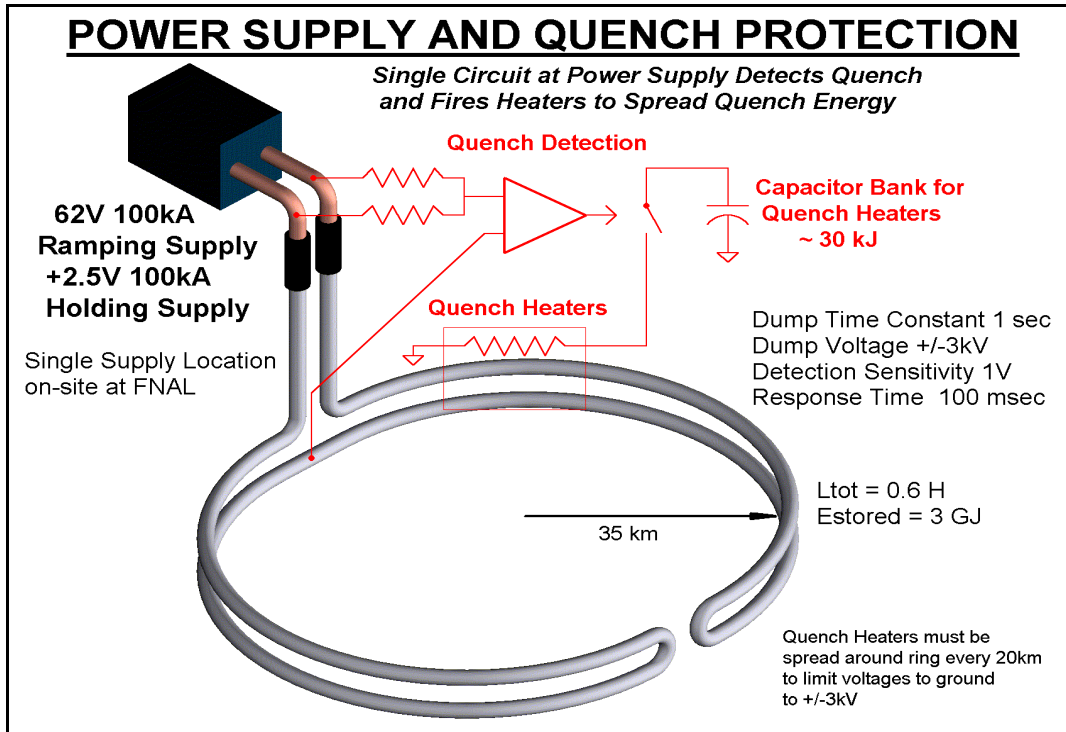 POWER SUPPLY AND QUENCH PROTECTION
Single Circuit at Power Supply Detects Quench
and Fires Heaters to Spread Quench Energy
Quench Detection
62V 100kA
Ramping Supply
+2.5V 100kA
Holding Supply
Capacitor Bank for
Quench Heaters
~ 30 kJ
Quench Heaters
Single Supply Location
on-site at FNAL
Dump Time Constant 1 sec
Dump Voltage +/-3kV
Detection Sensitivity 1V
Response Time 100 msec
Ltot = 0.6 H
Estored = 3 GJ
35 km
Quench Heaters must be
spread around ring every 20km
to limit voltages to ground
to +/-3kV